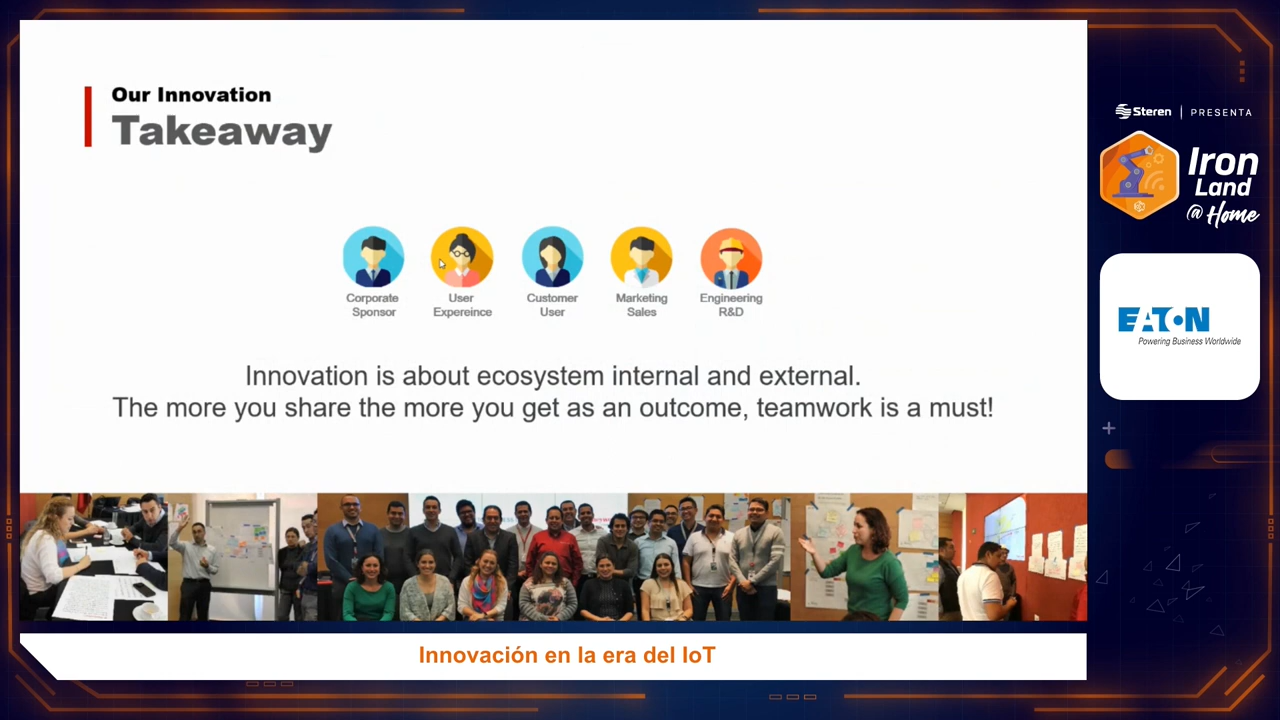 Our Innovation
Takeaway
Corporate
Sponsor
User
Expereince
Customer
User
Marketing
Sales
Engineering
R&D
Innovation is about ecosystem internal and external.
The more you share the more you get as an outcome, teamwork is a must!
Innovación en la era del IoT
Steren | PRESENTA
Iron
Land
@ Home
EATON
Powering Business Worldwide